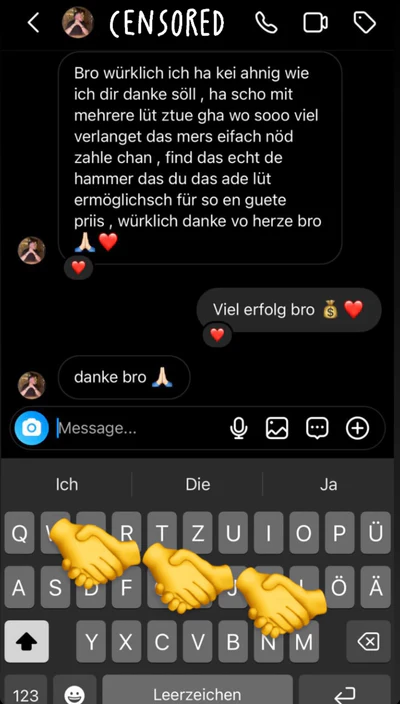 CENSORED
Bro würklich ich ha kei ahnig wie
ich dir danke söll , ha scho mit
mehrere lüt ztue gha wo sooo viel
verlanget das mers eifach nöd
zahle chan , find das echt de
hammer das du das ade lüt
ermöglichsch für so en guete
priis , würklich danke vo herze bro
🙏🏻❤️
❤️
Viel erfolg bro 💰❤️
❤️
danke bro 🙏🏻
Message...
Ich Die Ja
Q W R T Z U I O P Ü
A S D F J Ö Ä
Y X C V B N M
123 Leerzeichen